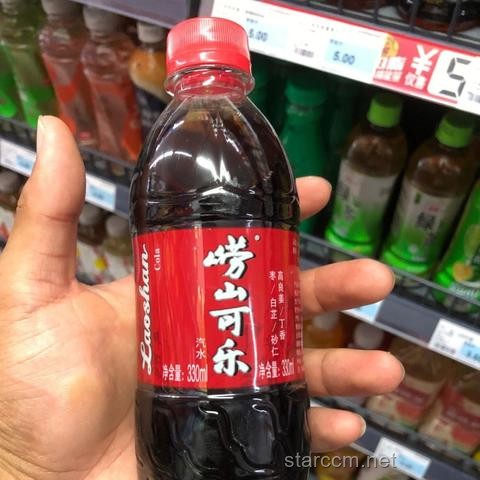 Laoshan
Cola
崂山可乐
高良姜/丁香
枣/白芷/砂仁
汽水
净含量: 330ml
净含量: 330ml
5.00
5.00
starccm.net